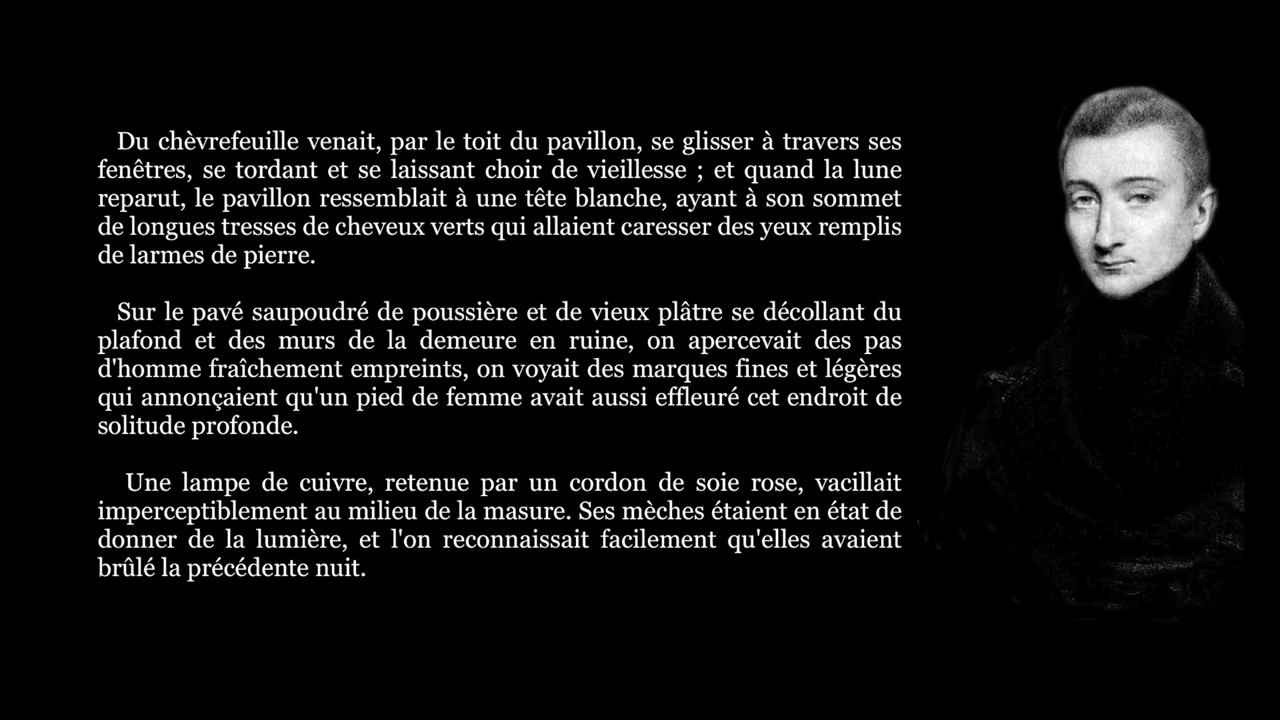 Du chèvrefeuille venait, par le toit du pavillon, se glisser à travers ses
fenêtres, se tordant et se laissant choir de vieillesse ; et quand la lune
reparut, le pavillon ressemblait à une tête blanche, ayant à son sommet
de longues tresses de cheveux verts qui allaient caresser des yeux remplis
de larmes de pierre.
Sur le pavé saupoudré de poussière et de vieux plâtre se décollant du
plafond et des murs de la demeure en ruine, on apercevait des pas
d'homme fraîchement empreints, on voyait des marques fines et légères
qui annonçaient qu'un pied de femme avait aussi effleuré cet endroit de
solitude profonde.
Une lampe de cuivre, retenue par un cordon de soie rose, vacillait
imperceptiblement au milieu de la masure. Ses mèches étaient en état de
donner de la lumière, et l'on reconnaissait facilement qu'elles avaient
brûlé la précédente nuit.